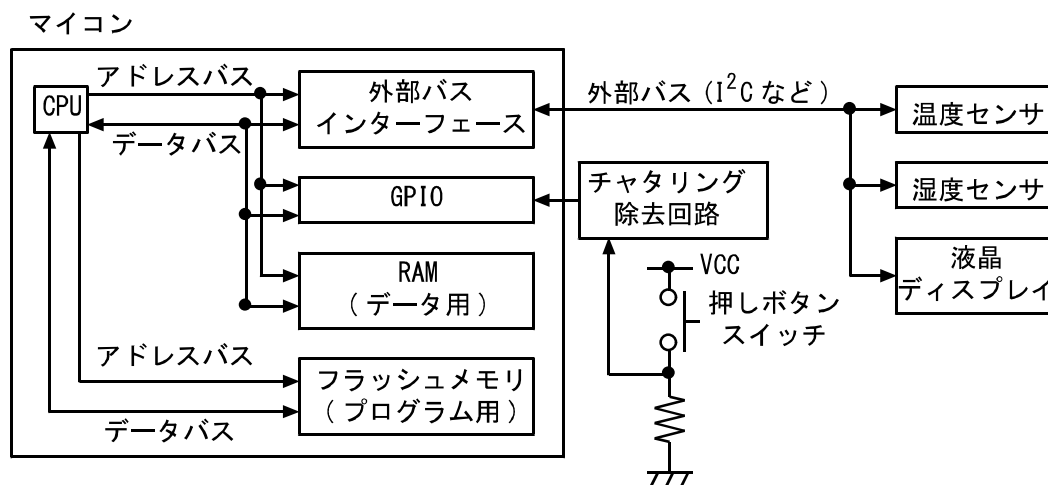 マイコン
CPU
アドレスバス
データバス
外部バス
インターフェース
外部バス (I²C など)
温度センサ
湿度センサ
液晶
ディスプレイ
GPIO
チャタリング
除去回路
RAM
(データ用)
VCC
押しボタン
スイッチ
アドレスバス
データバス
フラッシュメモリ
(プログラム用)